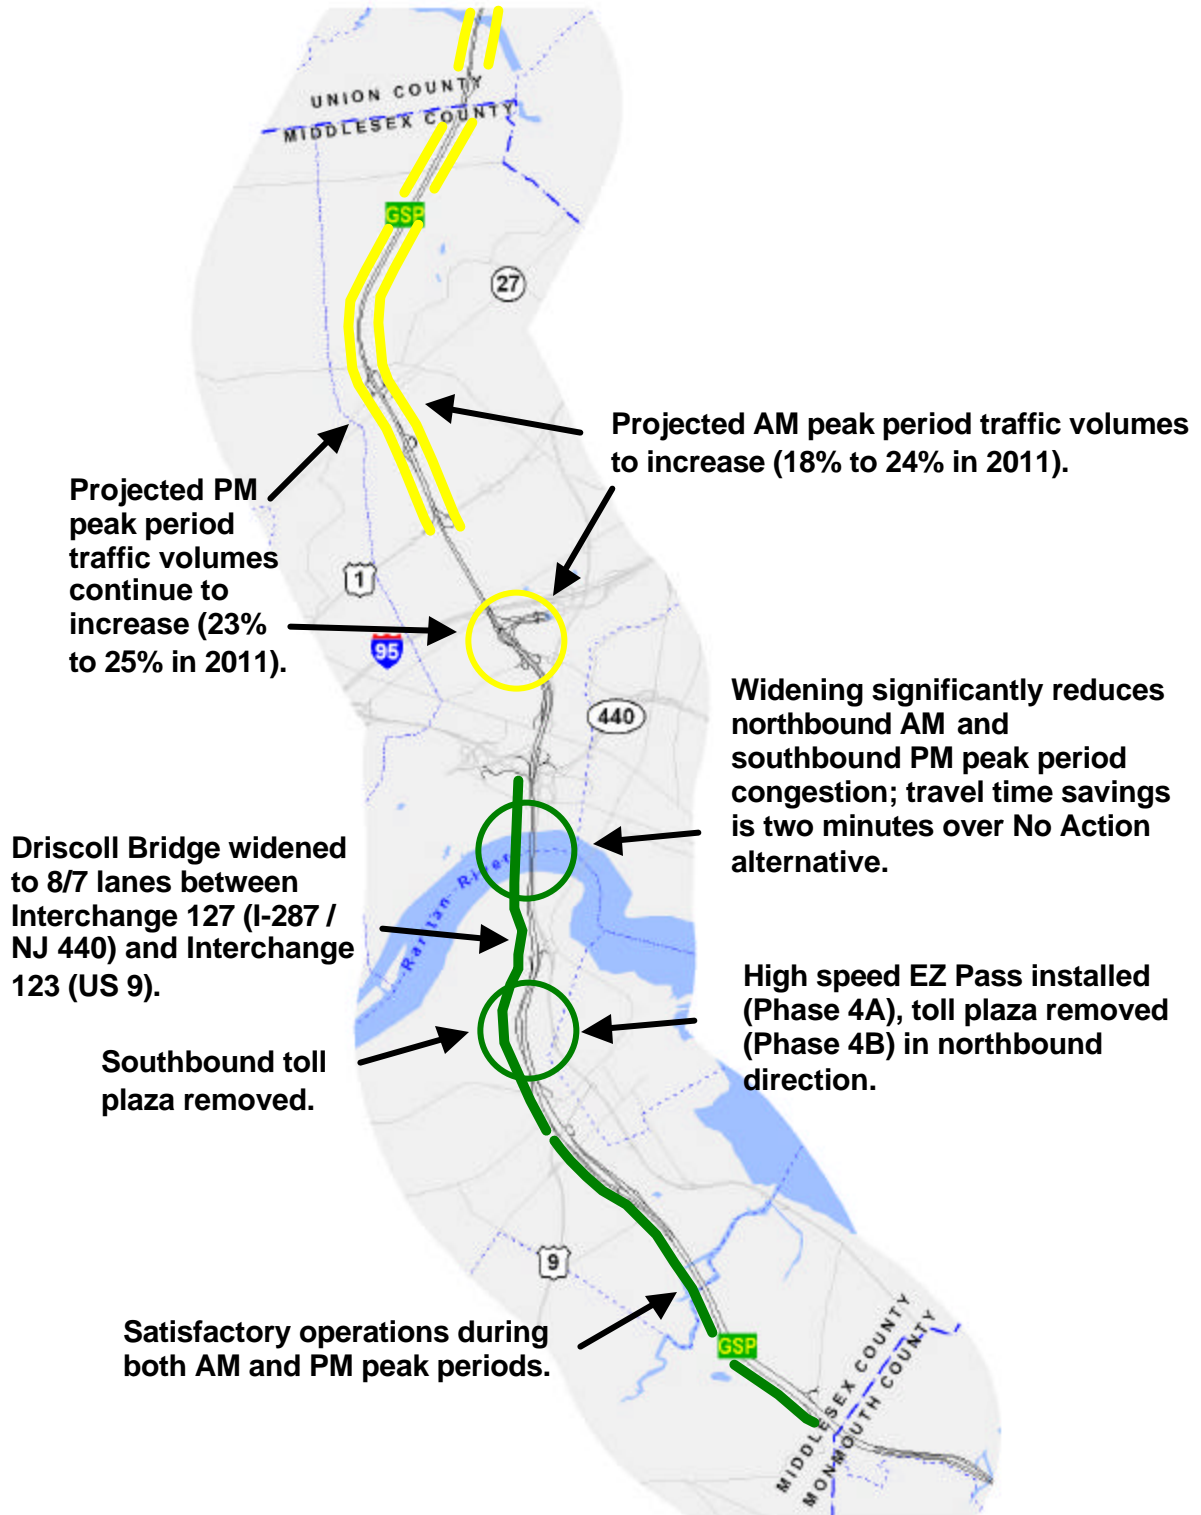 UNION COUNTY
MIDDLESEX COUNTY
GSP
27
Projected AM peak period traffic volumes
to increase (18% to 24% in 2011).
Projected PM
peak period
traffic volumes
continue to
increase (23%
to 25% in 2011).
1
95
440
Widening significantly reduces
northbound AM and
southbound PM peak period
congestion; travel time savings
is two minutes over No Action
alternative.
Driscoll Bridge widened
to 8/7 lanes between
Interchange 127 (I-287 /
NJ 440) and Interchange
123 (US 9).
Raritan River
High speed EZ Pass installed
(Phase 4A), toll plaza removed
(Phase 4B) in northbound
direction.
Southbound toll
plaza removed.
9
Satisfactory operations during
both AM and PM peak periods.
GSP
MIDDLESEX COUNTY
MONMOUTH COUNTY